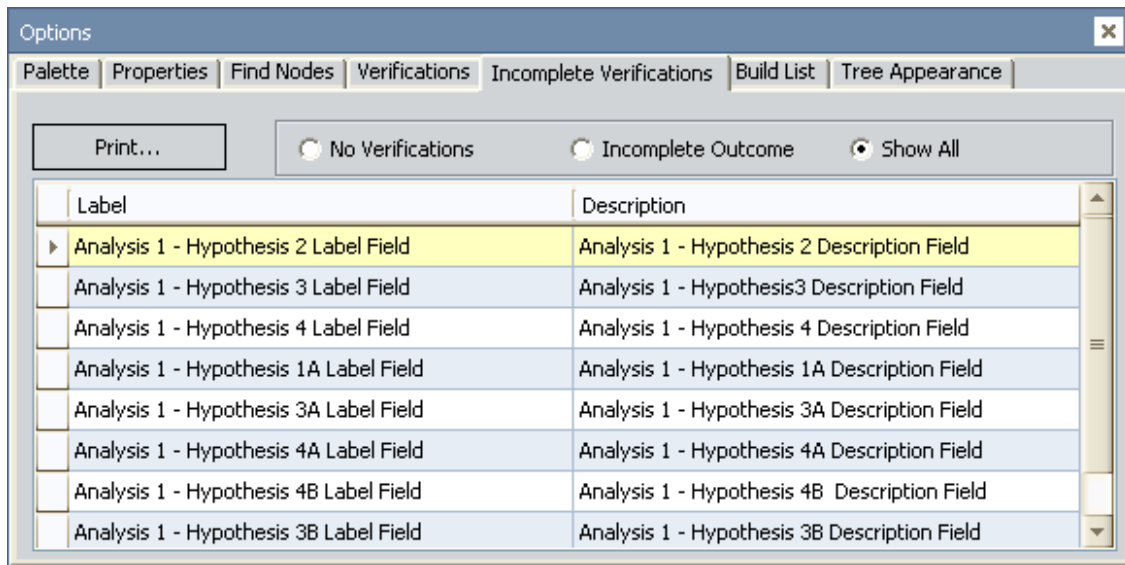 Options
Palette Properties Find Nodes Verifications Incomplete Verifications Build List Tree Appearance
Print... No Verifications Incomplete Outcome Show All
Label Description
Analysis 1 - Hypothesis 2 Label Field Analysis 1 - Hypothesis 2 Description Field
Analysis 1 - Hypothesis 3 Label Field Analysis 1 - Hypothesis3 Description Field
Analysis 1 - Hypothesis 4 Label Field Analysis 1 - Hypothesis 4 Description Field
Analysis 1 - Hypothesis 1A Label Field Analysis 1 - Hypothesis 1A Description Field
Analysis 1 - Hypothesis 3A Label Field Analysis 1 - Hypothesis 3A Description Field
Analysis 1 - Hypothesis 4A Label Field Analysis 1 - Hypothesis 4A Description Field
Analysis 1 - Hypothesis 4B Label Field Analysis 1 - Hypothesis 4B  Description Field
Analysis 1 - Hypothesis 3B Label Field Analysis 1 - Hypothesis 3B Description Field